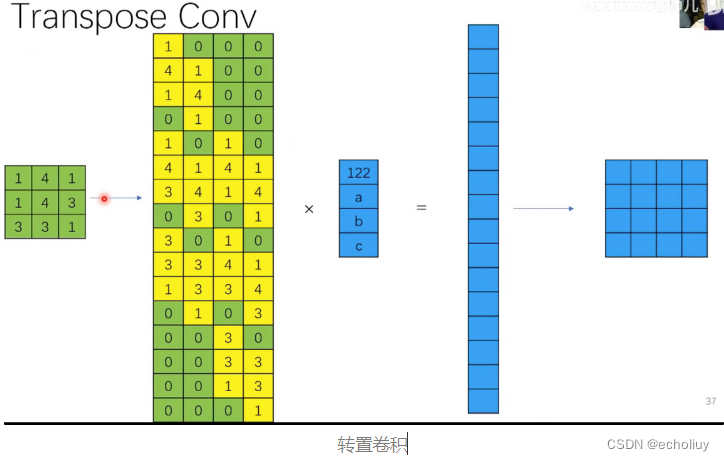 Transpose Conv
1 4 1
1 4 3
3 3 1
1 0 0 0
4 1 0 0
1 4 0 0
0 1 0 0
1 0 1 0
4 1 4 1
3 4 1 4
0 3 0 1
3 0 1 0
3 3 4 1
1 3 3 4
0 1 0 3
0 0 3 0
0 0 3 3
0 0 1 3
0 0 0 1
×
122
a
b
c
=
37
转置卷积
CSDN @echoliuy